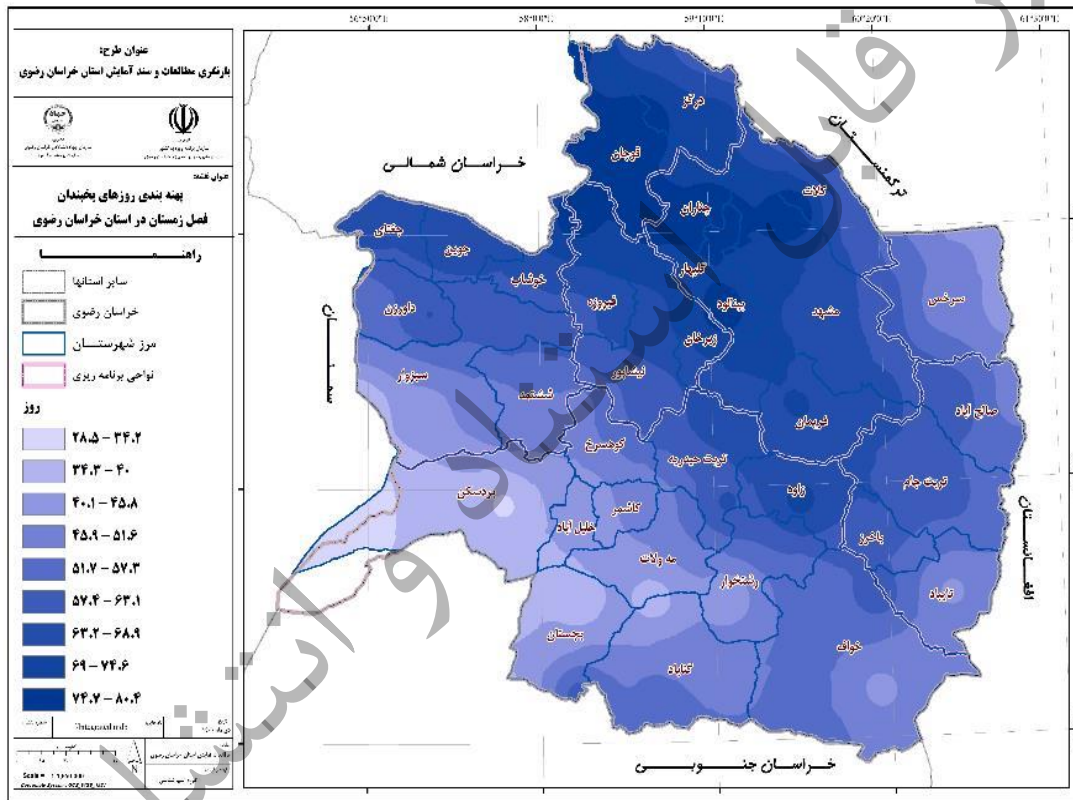 عنوان طرح:
بازنگری مطالعات و سند آمایش استان خراسان رضوی
عنوان نقشه:
پهنه بندی روزهای یخبندان
فصل زمستان در استان خراسان رضوی
راهنما
سایر استانها
خراسان رضوی
مرز شهرستان
نواحی برنامه ریزی
روز
۲۸.۵ – ۳۴.۲
۳۴.۳ – ۴۰
۴۰.۱ – ۴۵.۸
۴۵.۹ – ۵۱.۶
۵۱.۷ – ۵۷.۳
۵۷.۴ – ۶۳.۱
۶۳.۲ – ۶۸.۹
۶۹ – ۷۴.۶
۷۴.۷ – ۸۰.۴
N
خراسان شمالی
ترکمنستان
سمنان
افغانستان
خراسان جنوبی
درگز
قوچان
کلات
چناران
جغتای
جوین
خوشاب
گلبهار
سرخس
داورزن
فیروزه
بینالود
مشهد
زبرخان
نیشابور
سبزوار
ششتمد
صالح آباد
فریمان
کوهسرخ
تربت حیدریه
تربت جام
بردسکن
زاوه
کاشمر
خلیل آباد
باخرز
مه ولات
رشتخوار
تایباد
بجستان
خواف
گناباد